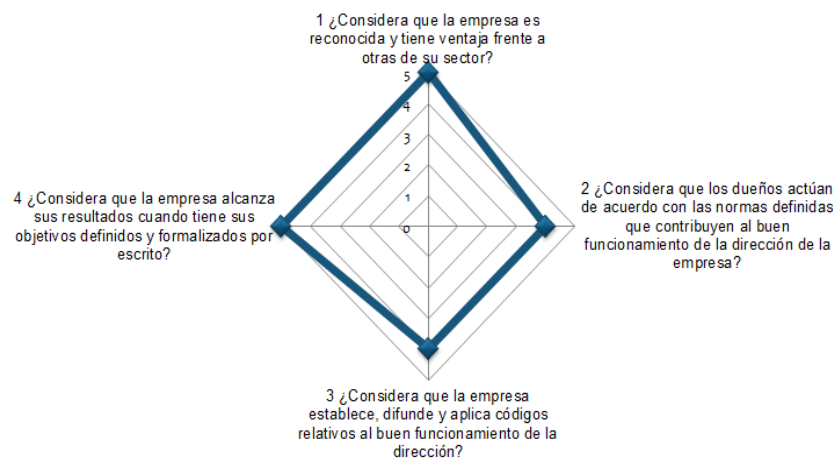 1 ¿Considera que la empresa es
reconocida y tiene ventaja frente a
otras de su sector?
5
4
3
2
1
0
4 ¿Considera que la empresa alcanza
sus resultados cuando tiene sus
objetivos definidos y formalizados por
escrito?
2 ¿Considera que los dueños actúan
de acuerdo con las normas definidas
que contribuyen al buen
funcionamiento de la dirección de la
empresa?
3 ¿Considera que la empresa
establece, difunde y aplica códigos
relativos al buen funcionamiento de la
dirección?